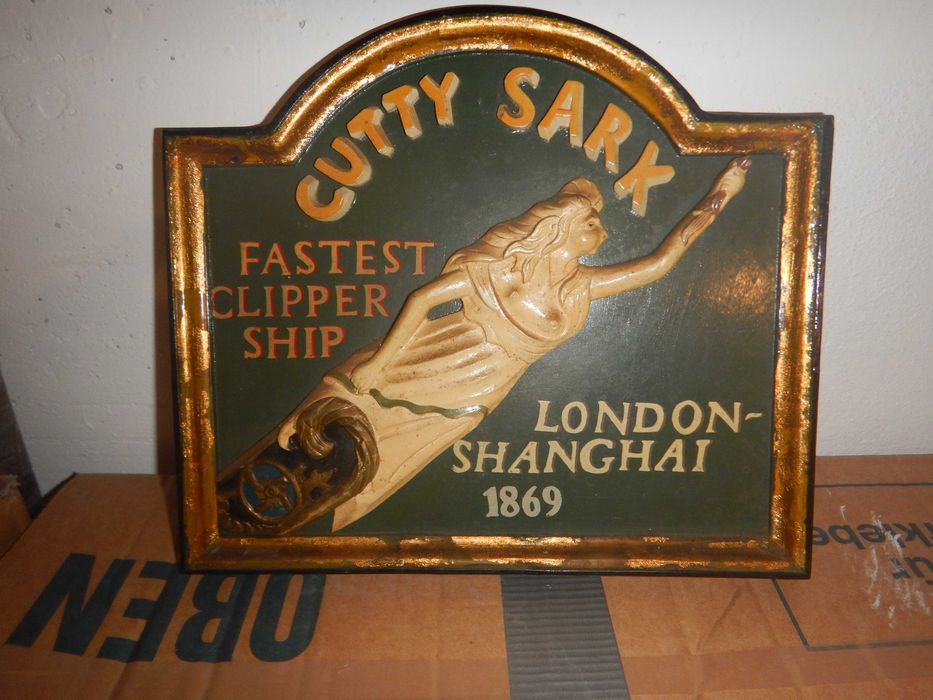 CUTTY SARK
FASTEST
CLIPPER
SHIP
LONDON-
SHANGHAI
1869
OBEN